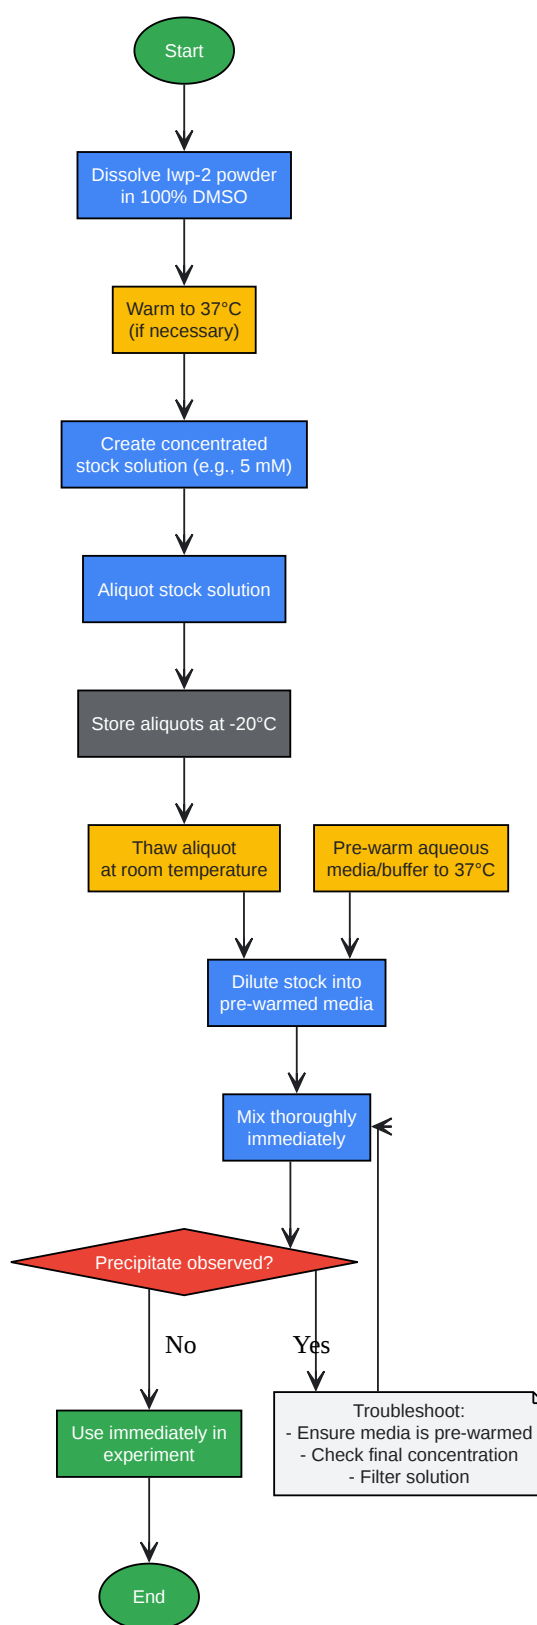 Start
Dissolve Iwp-2 powder
in 100% DMSO
Warm to 37°C
(if necessary)
Create concentrated
stock solution (e.g., 5 mM)
Aliquot stock solution
Store aliquots at -20°C
Thaw aliquot
at room temperature
Pre-warm aqueous
media/buffer to 37°C
Dilute stock into
pre-warmed media
Mix thoroughly
immediately
Precipitate observed?
No
Yes
Troubleshoot:
- Ensure media is pre-warmed
- Check final concentration
- Filter solution
Use immediately in
experiment
End